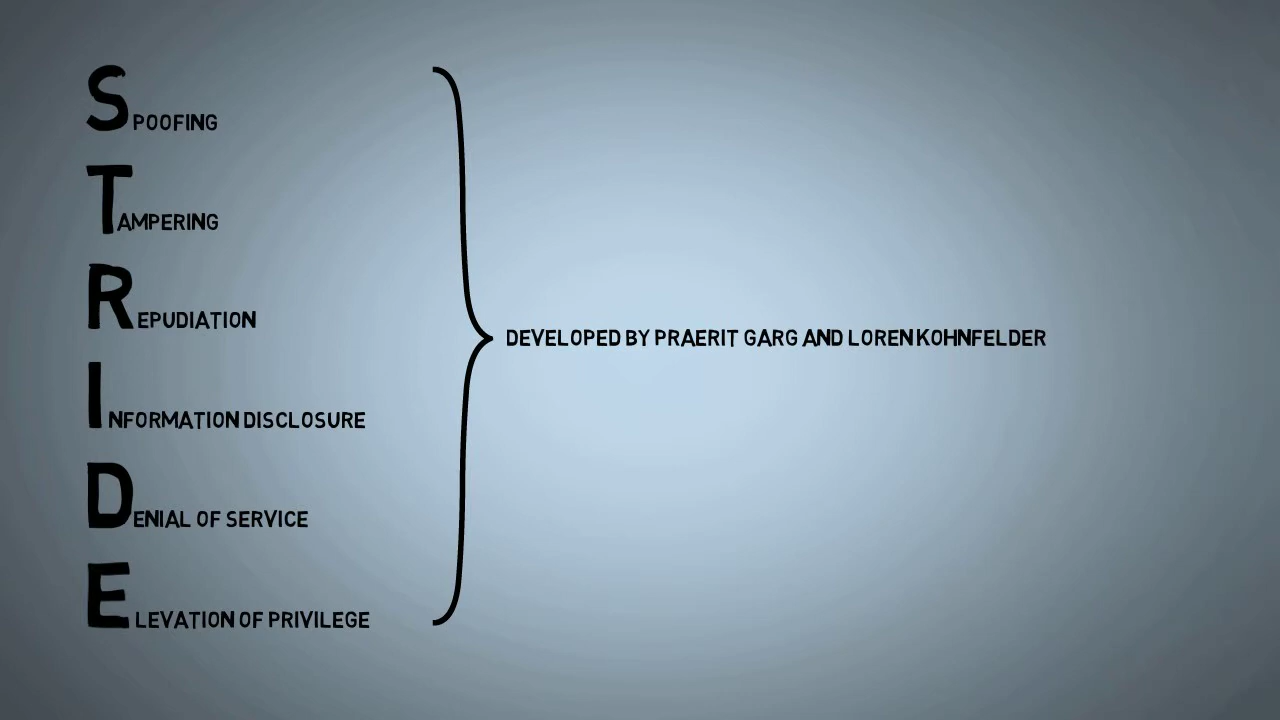 SPOOFING
TAMPERING
REPUDIATION
INFORMATION DISCLOSURE
DENIAL OF SERVICE
ELEVATION OF PRIVILEGE
DEVELOPED BY PRAERIT GARG AND LOREN KOHNFELDER